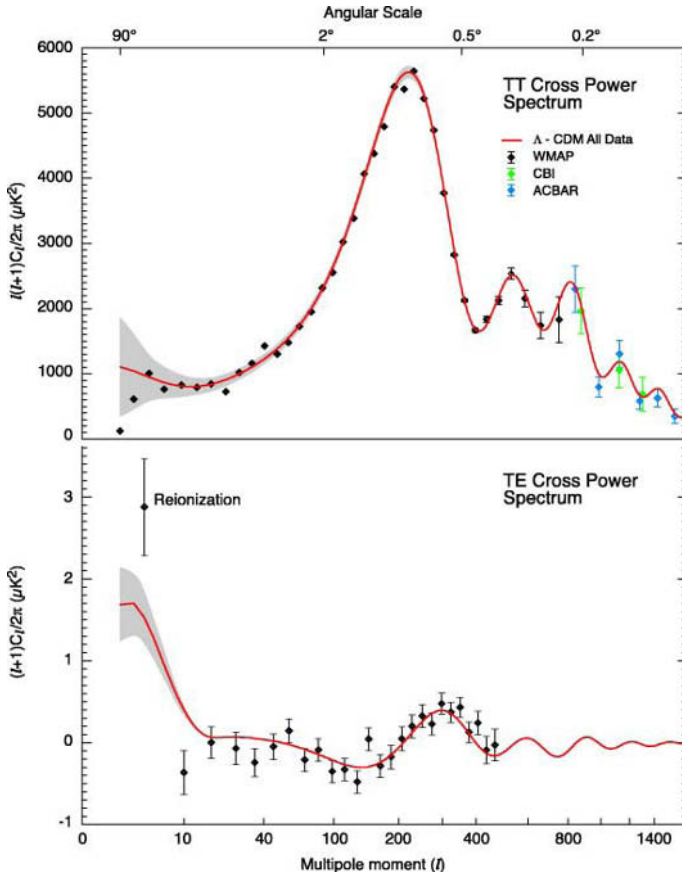 Angular Scale
90° 2° 0.5° 0.2°
6000
5000
4000
3000
2000
1000
0
l(l+1)Cl/2π (μK²)
TT Cross Power
Spectrum
Λ - CDM All Data
WMAP
CBI
ACBAR
3
2
1
0
-1
(l+1)Cl/2π (μK²)
Reionization
TE Cross Power
Spectrum
0 10 40 100 200 400 800 1400
Multipole moment (l)